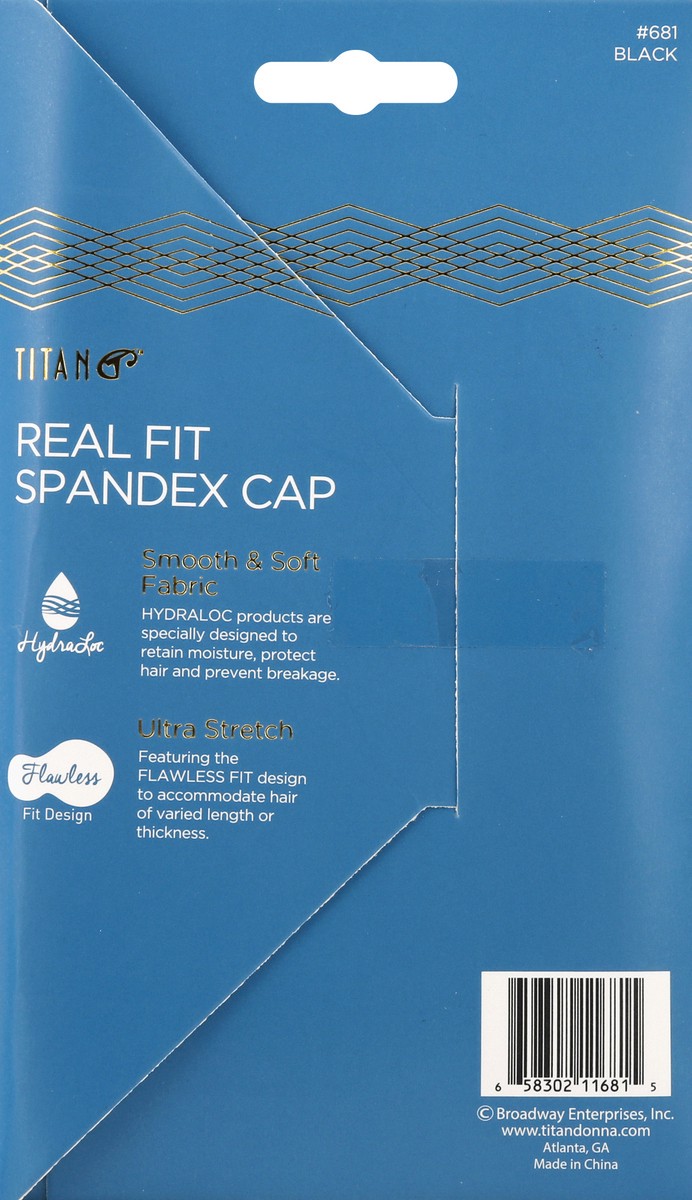 #681
BLACK
TITAN
REAL FIT
SPANDEX CAP
Smooth & Soft
Fabric
HYDRALOC products are
specially designed to
retain moisture, protect
hair and prevent breakage.
HydraLoc
Ultra Stretch
Featuring the
FLAWLESS FIT design
to accommodate hair
of varied length or
thickness.
Flawless
Fit Design
6 58302 11681 5
© Broadway Enterprises, Inc.
www.titandonna.com
Atlanta, GA
Made in China